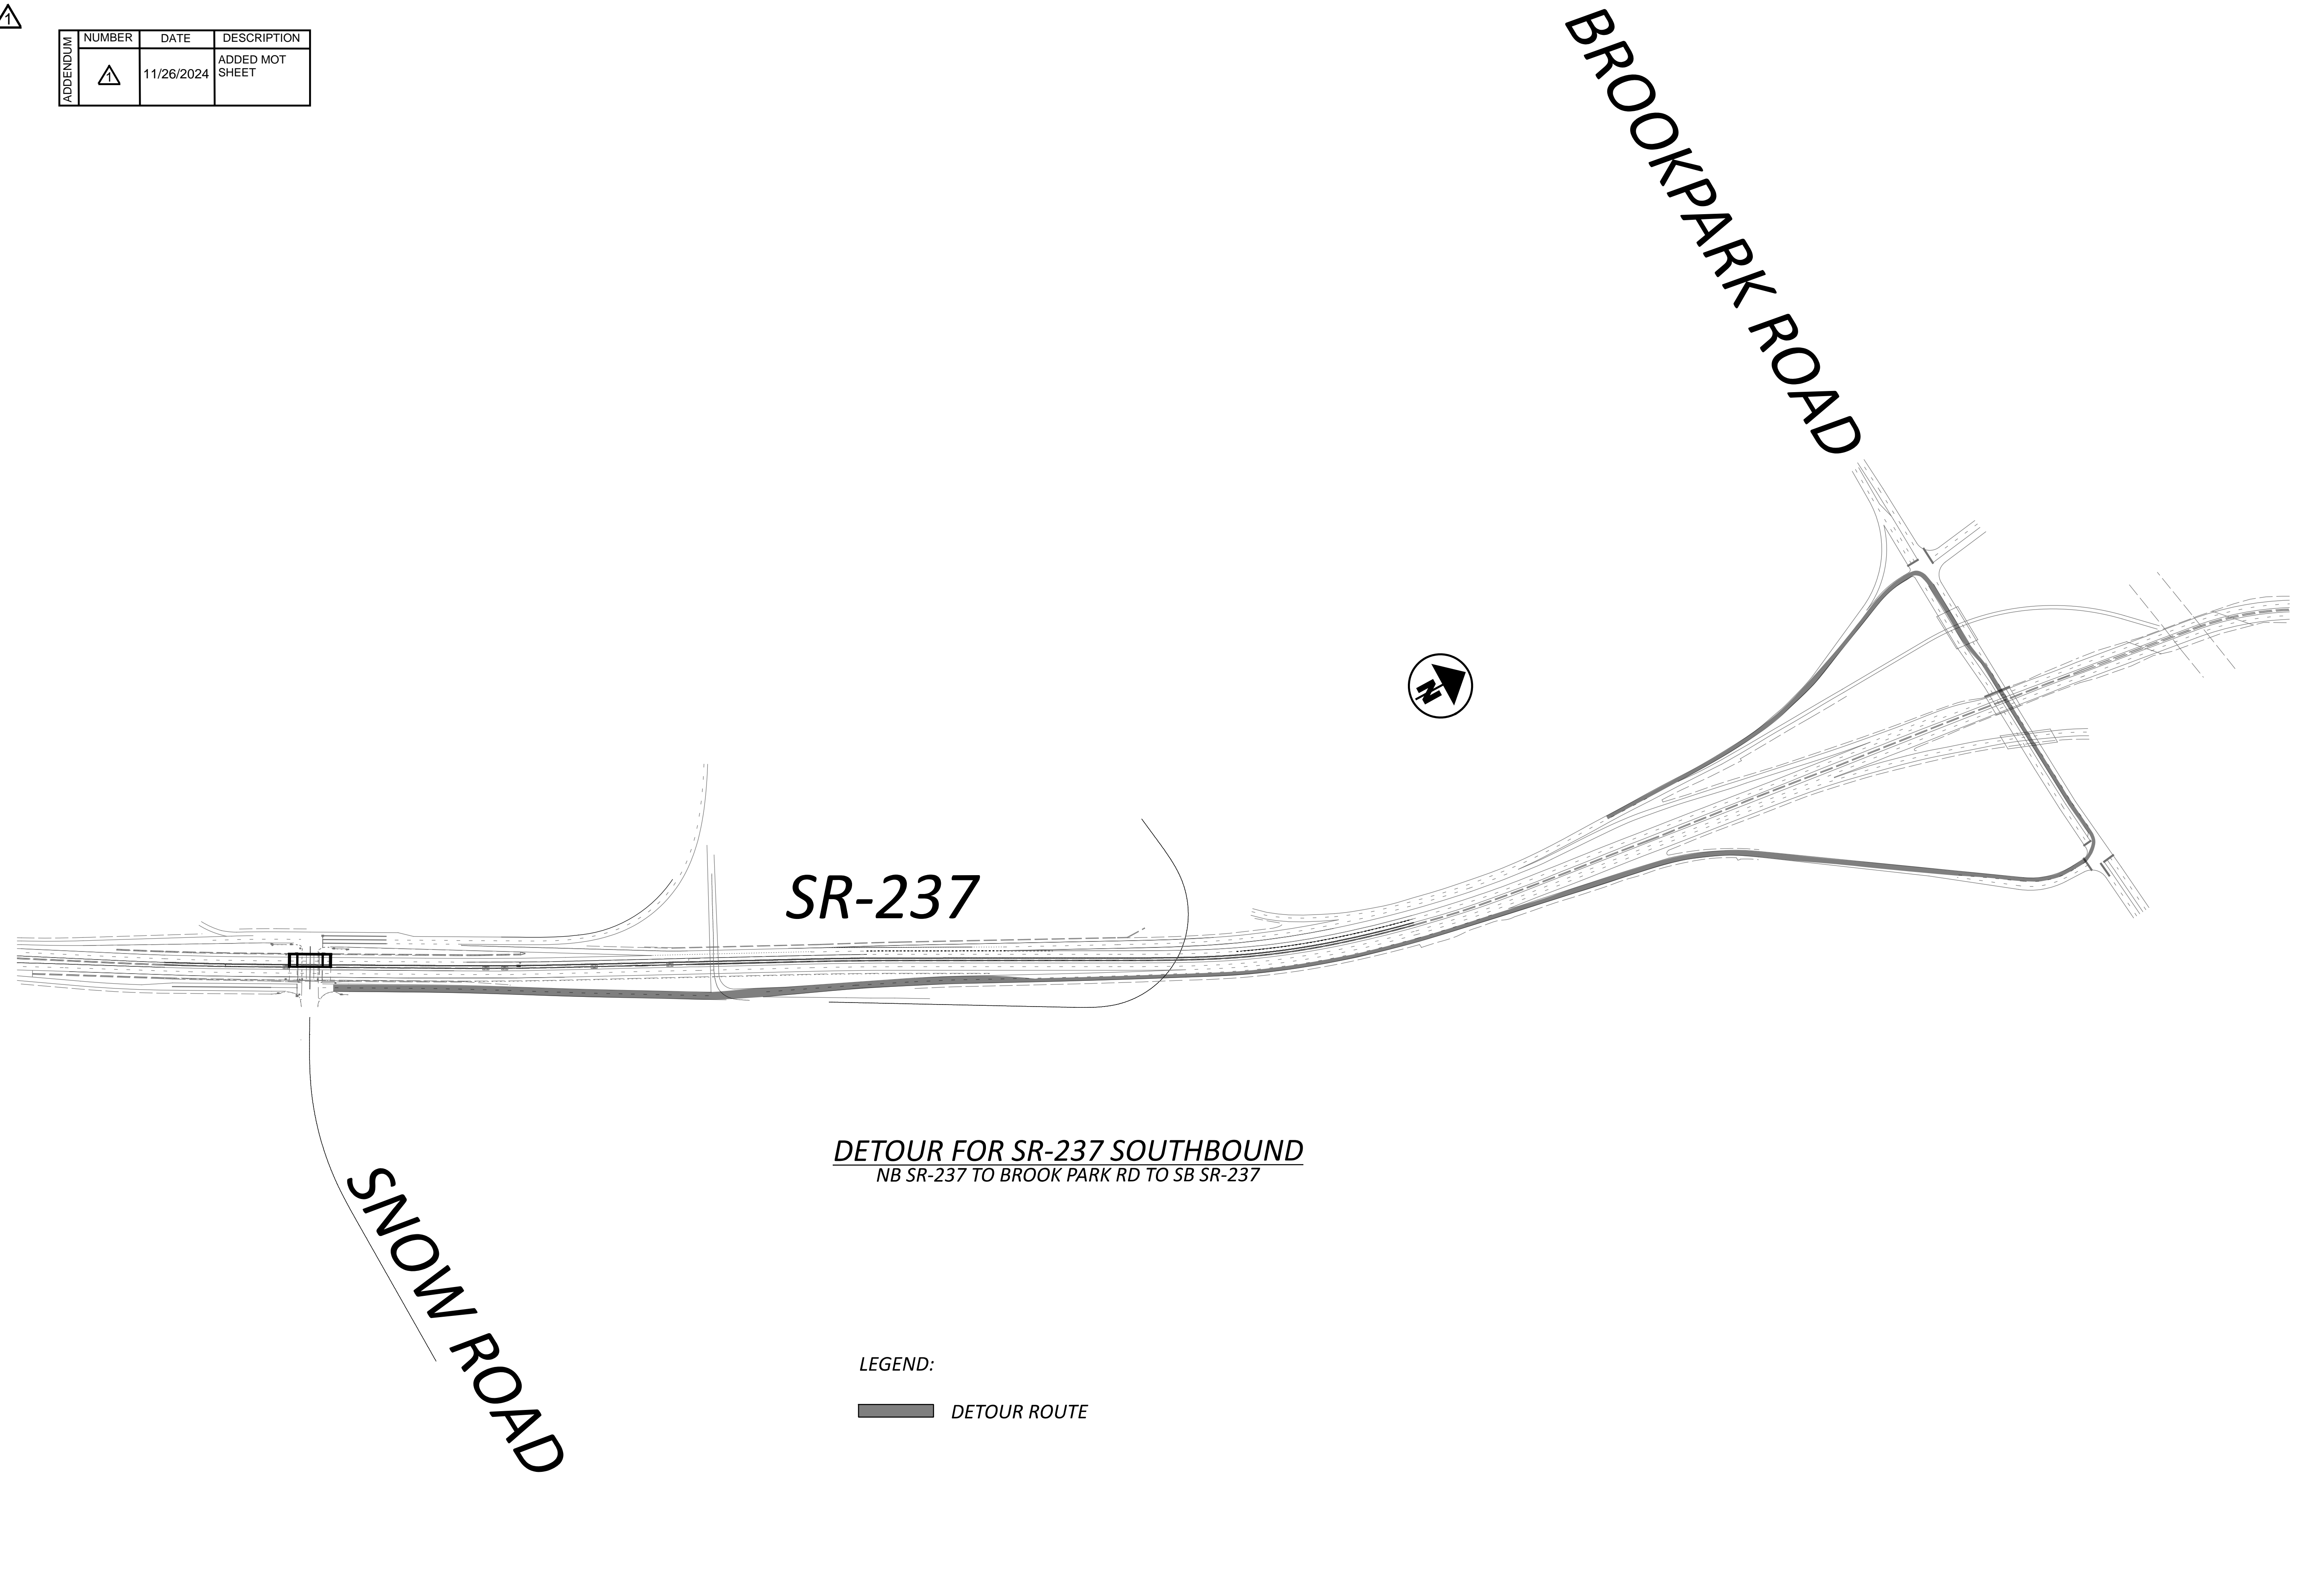 1
ADDENDUM
NUMBER DATE DESCRIPTION
1 11/26/2024 ADDED MOT
SHEET
BROOKPARK ROAD
N
SR-237
DETOUR FOR SR-237 SOUTHBOUND
NB SR-237 TO BROOK PARK RD TO SB SR-237
SNOW ROAD
LEGEND:
DETOUR ROUTE